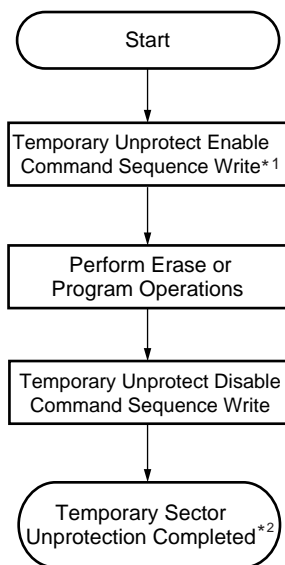 Start
Temporary Unprotect Enable
Command Sequence Write*1
Perform Erase or
Program Operations
Temporary Unprotect Disable
Command Sequence Write
Temporary Sector
Unprotection Completed*2